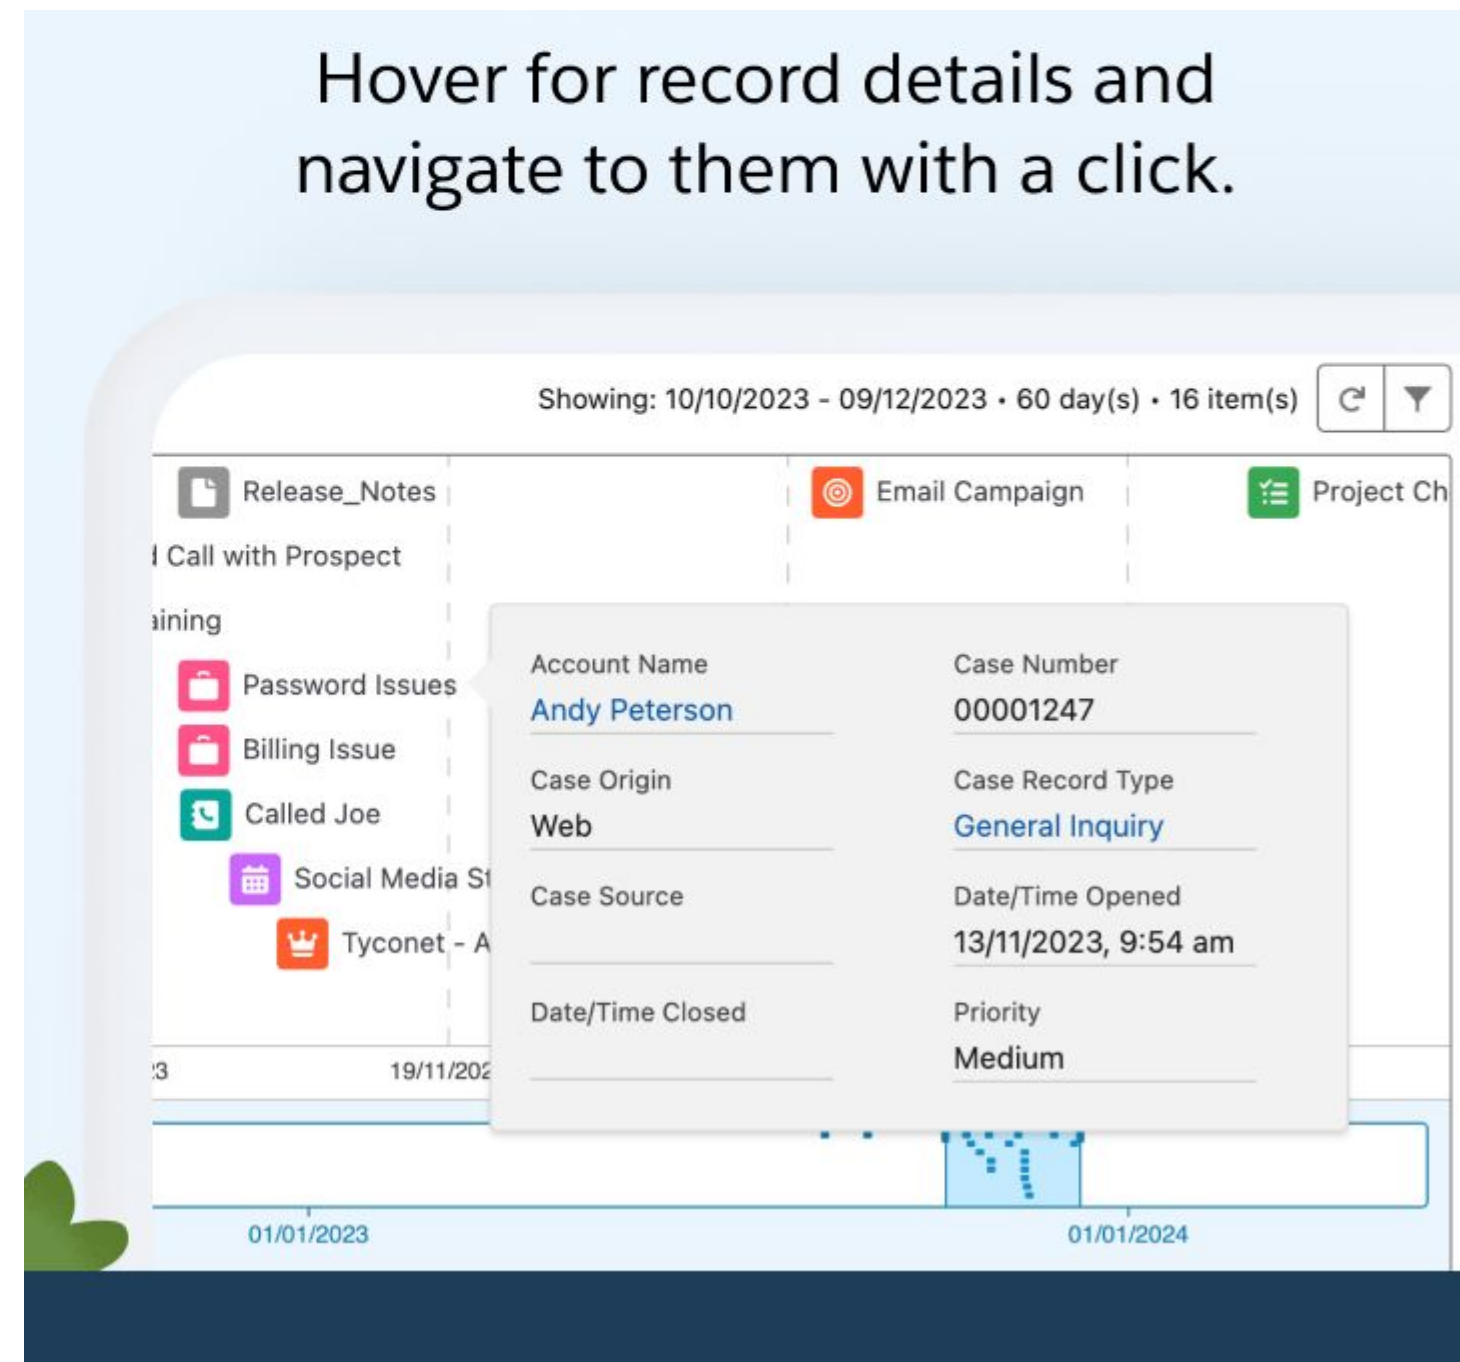 Hover for record details and
navigate to them with a click.
Showing: 10/10/2023 - 09/12/2023 • 60 day(s) • 16 item(s)
Release_Notes
Email Campaign
Project Ch
Call with Prospect
aining
Password Issues
Billing Issue
Called Joe
Social Media St
Tyconet - A
Account Name
Case Number
Andy Peterson
00001247
Case Origin
Case Record Type
Web
General Inquiry
Case Source
Date/Time Opened
13/11/2023, 9:54 am
Date/Time Closed
Priority
Medium
23
19/11/202
01/01/2023
01/01/2024